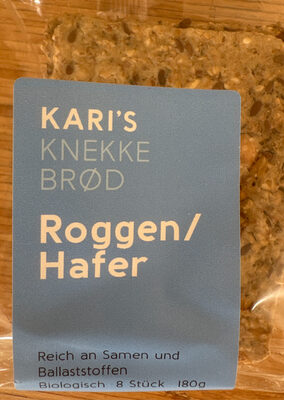 KARI'S
KNEKKE
BRØD
Roggen/
Hafer
Reich an Samen und
Ballaststoffen
Biologisch 8 Stück 180g